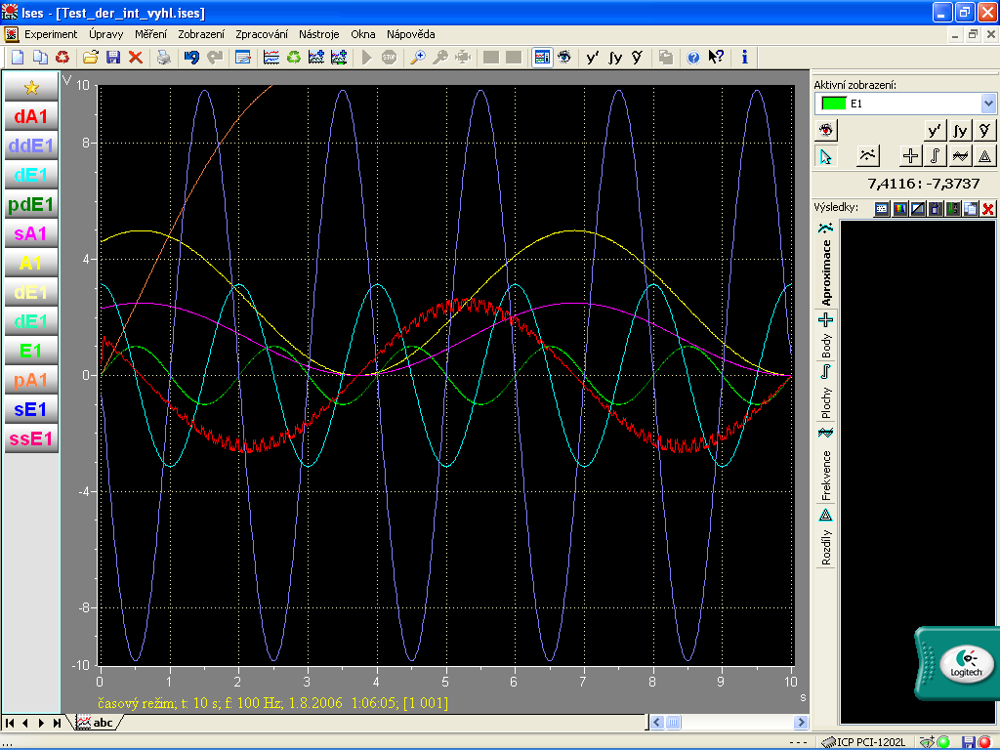 Ises - [Test_der_int_vyhl.ises]
Experiment Úpravy Měření Zobrazení Zpracování Nástroje Okna Nápověda
STOP y' ∫y ỹ ? ? i
dA1
ddE1
dE1
pdE1
sA1
A1
dE1
dE1
E1
pA1
sE1
ssE1
V
10
8
4
0
-4
-8
-10
0 1 2 3 4 5 6 7 8 9 10
s
časový režim; t: 10 s; f: 100 Hz; 1.8.2006 1:06:05; [1 001]
abc
Aktivní zobrazení:
E1
y' ∫y ỹ
7,4116 : -7,3737
Výsledky:
Aproximace
Body
Plochy
Frekvence
Rozdíly
Logitech
...
- - - ICP PCI-1202L